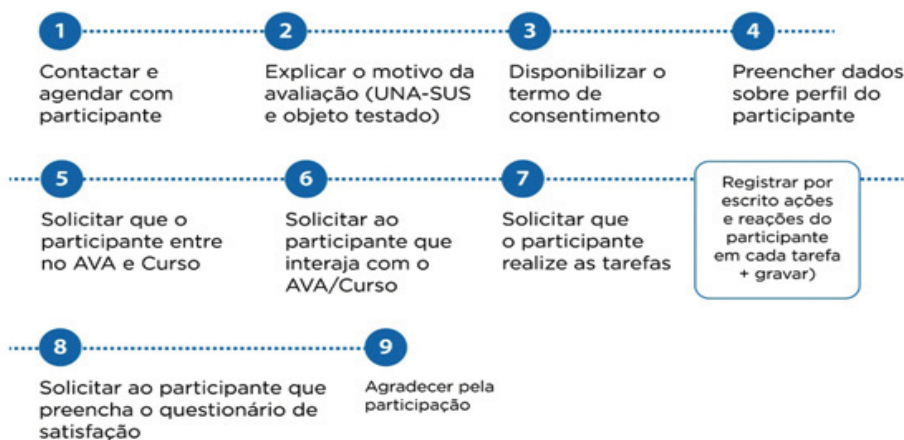 1
Contactar e
agendar com
participante
2
Explicar o motivo da
avaliação (UNA-SUS
e objeto testado)
3
Disponibilizar o
termo de
consentimento
4
Preencher dados
sobre perfil do
participante
5
Solicitar que o
participante entre
no AVA e Curso
6
Solicitar ao
participante que
interaja com o
AVA/Curso
7
Solicitar que
o participante
realize as tarefas
Registrar por
escrito ações
e reações do
participante
em cada tarefa
+ gravar)
8
Solicitar ao participante que
preencha o questionário de
satisfação
9
Agradecer pela
participação